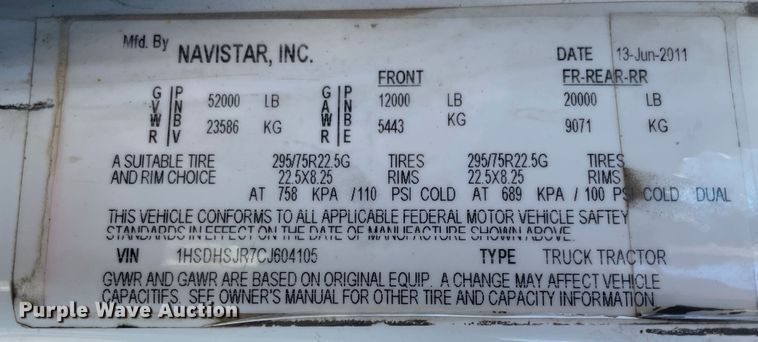 Mfd. By NAVISTAR, INC. DATE 13-Jun-2011
FRONT FR-REAR-RR
GVWR PNBV 52000 LB GAWR PNBE 12000 LB 20000 LB
23586 KG 5443 KG 9071 KG
A SUITABLE TIRE 295/75R22.5G TIRES 295/75R22.5G TIRES
AND RIM CHOICE 22.5X8.25 RIMS 22.5X8.25 RIMS
AT 758 KPA /110 PSI COLD AT 689 KPA / 100 PSI COLD DUAL
THIS VEHICLE CONFORMS TO ALL APPLICABLE FEDERAL MOTOR VEHICLE SAFTEY
STANDARDS IN EFFECT ON THE DATE OF MANUFACTURE SHOWN ABOVE.
VIN 1HSDHSJR7CJ604105 TYPE TRUCK TRACTOR
GVWR AND GAWR ARE BASED ON ORIGINAL EQUIP. A CHANGE MAY AFFECT VEHICLE
CAPACITIES. SEE OWNER'S MANUAL FOR OTHER TIRE AND CAPACITY INFORMATION.
Purple Wave Auction